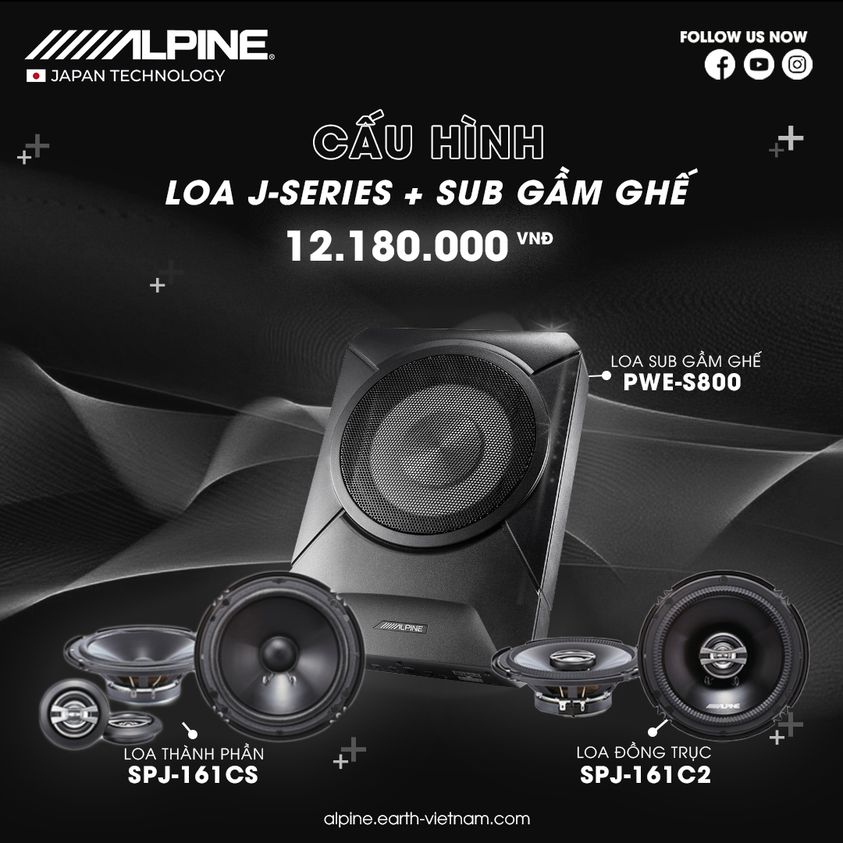 ALPINE®
JAPAN TECHNOLOGY
FOLLOW US NOW
CẤU HÌNH
LOA J-SERIES + SUB GẦM GHẾ
12.180.000 VNĐ
LOA SUB GẦM GHẾ
PWE-S800
ALPINE
ALPINE
LOA THÀNH PHẦN
SPJ-161CS
LOA ĐỒNG TRỤC
SPJ-161C2
alpine.earth-vietnam.com